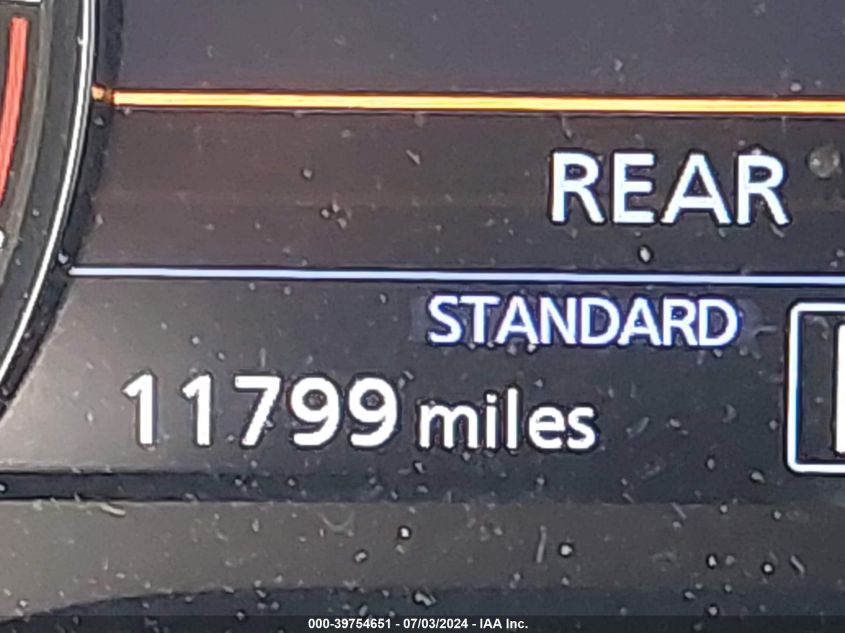 REAR
STANDARD
11799 miles
000-39754651 - 07/03/2024 - IAA Inc.